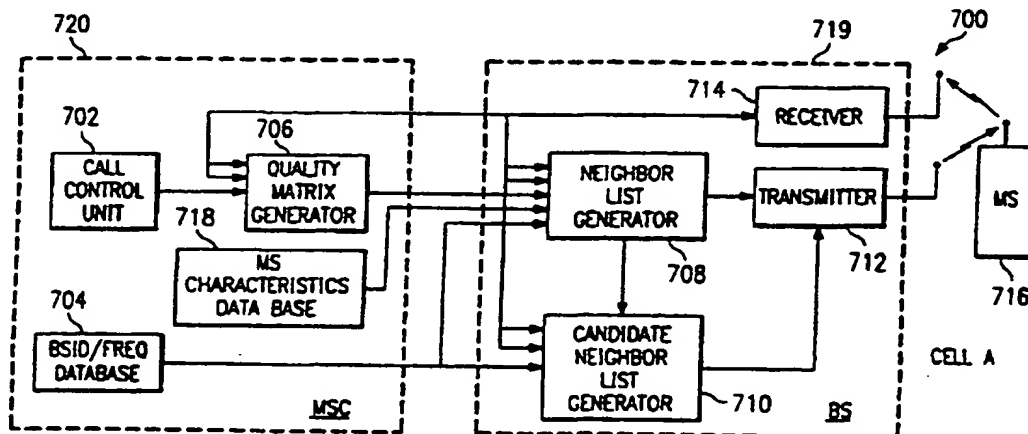 720
719
700
714
RECEIVER
702
706
CALL
CONTROL
UNIT
QUALITY
MATRIX
GENERATOR
NEIGHBOR
LIST
GENERATOR
TRANSMITTER
MS
718
708
712
MS
CHARACTERISTICS
DATA BASE
716
704
BSID/FREQ
DATABASE
CANDIDATE
NEIGHBOR
LIST
GENERATOR
CELL A
710
MSC
BS